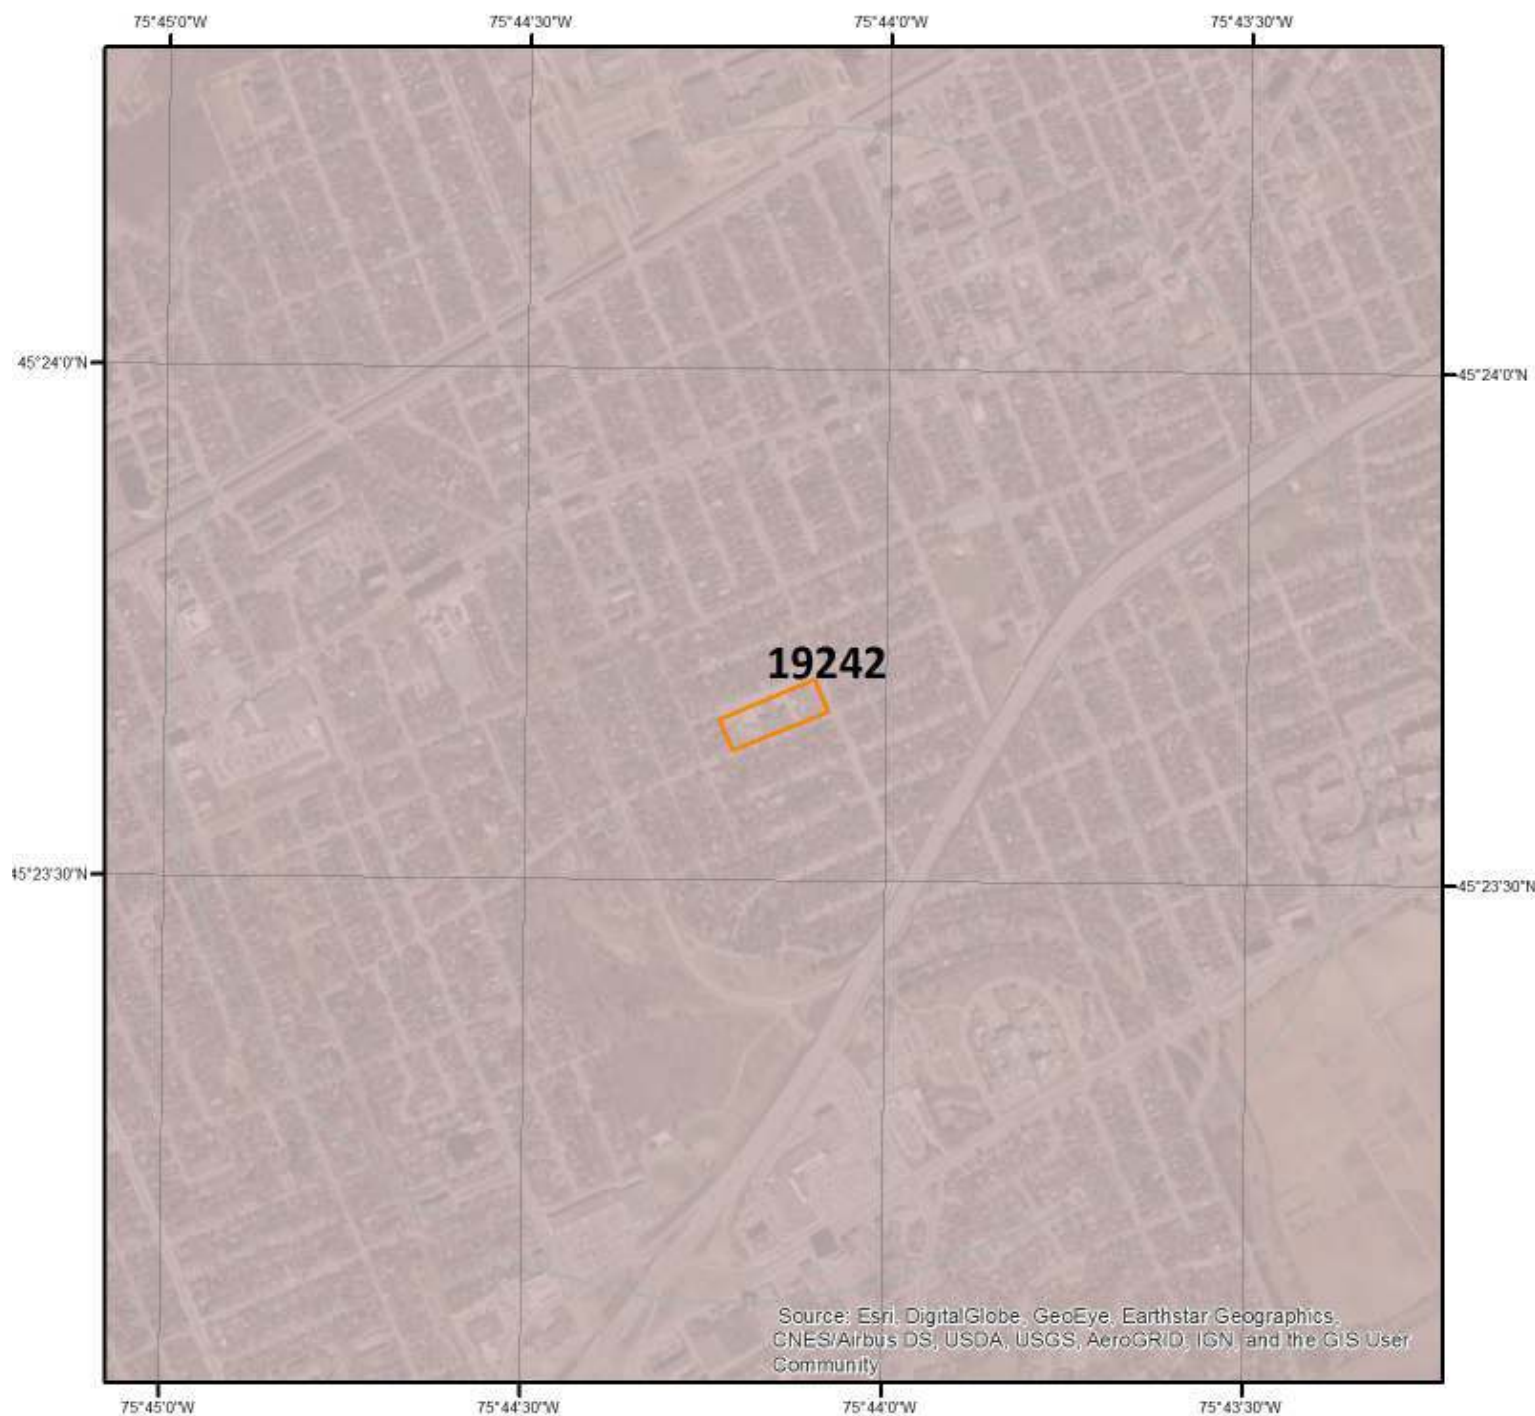 75°45'0"W
75°44'30"W
75°44'0"W
75°43'30"W
45°24'0"N
45°24'0"N
19242
45°23'30"N
45°23'30"N
Source: Esri, DigitalGlobe, GeoEye, Earthstar Geographics,
CNES/Airbus DS, USDA, USGS, AeroGRID, IGN, and the GIS User
Community
75°45'0"W
75°44'30"W
75°44'0"W
75°43'30"W